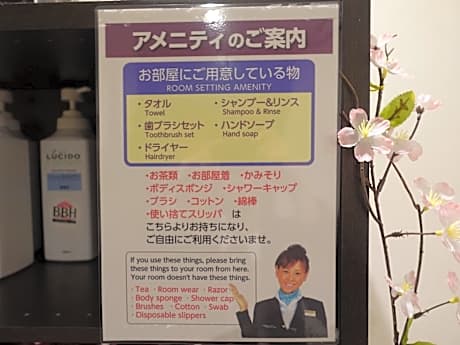 アメニティのご案内
お部屋にご用意している物
ROOM SETTING AMENITY
・タオル ・シャンプー&リンス
Towel Shampoo & Rinse
・歯ブラシセット ・ハンドソープ
Toothbrush set Hand soap
・ドライヤー
Hairdryer
・お茶類 ・お部屋着 ・かみそり
・ボディスポンジ ・シャワーキャップ
・ブラシ ・コットン ・綿棒
・使い捨てスリッパ は
こちらよりお持ちになり、
ご自由にご利用くださいませ。
If you use these things, please bring
these things to your room from here.
Your room doesn't have these things.
・Tea ・Room wear ・Razor
・Body sponge ・Shower cap
・Brushes ・Cotton ・Swab
・Disposable slippers
LUCIDO
BBH